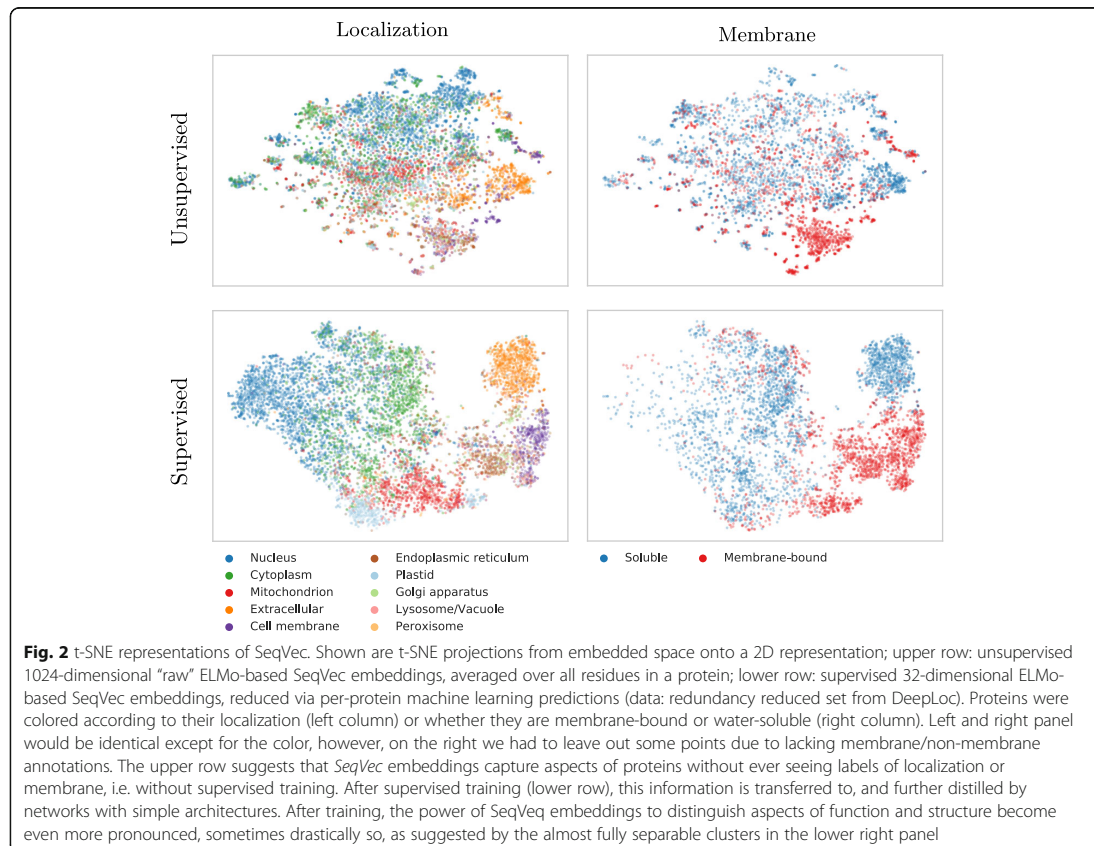 Localization
Membrane
Unsupervised
Supervised
Nucleus
Cytoplasm
Mitochondrion
Extracellular
Cell membrane
Endoplasmic reticulum
Plastid
Golgi apparatus
Lysosome/Vacuole
Peroxisome
Soluble
Membrane-bound
Fig. 2 t-SNE representations of SeqVec. Shown are t-SNE projections from embedded space onto a 2D representation; upper row: unsupervised
1024-dimensional “raw” ELMo-based SeqVec embeddings, averaged over all residues in a protein; lower row: supervised 32-dimensional ELMo-
based SeqVec embeddings, reduced via per-protein machine learning predictions (data: redundancy reduced set from DeepLoc). Proteins were
colored according to their localization (left column) or whether they are membrane-bound or water-soluble (right column). Left and right panel
would be identical except for the color, however, on the right we had to leave out some points due to lacking membrane/non-membrane
annotations. The upper row suggests that SeqVec embeddings capture aspects of proteins without ever seeing labels of localization or
membrane, i.e. without supervised training. After supervised training (lower row), this information is transferred to, and further distilled by
networks with simple architectures. After training, the power of SeqVeq embeddings to distinguish aspects of function and structure become
even more pronounced, sometimes drastically so, as suggested by the almost fully separable clusters in the lower right panel